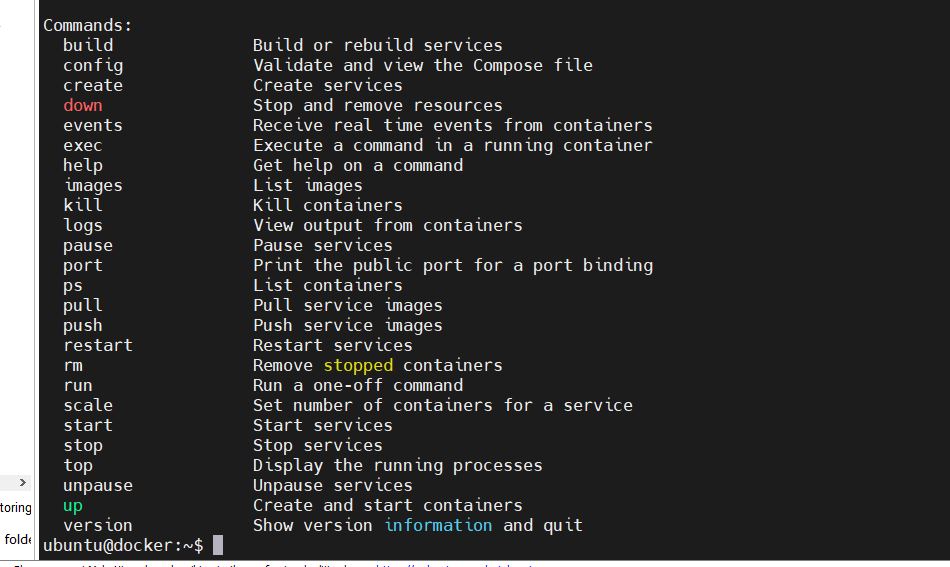 Commands:
build Build or rebuild services
config Validate and view the Compose file
create Create services
down Stop and remove resources
events Receive real time events from containers
exec Execute a command in a running container
help Get help on a command
images List images
kill Kill containers
logs View output from containers
pause Pause services
port Print the public port for a port binding
ps List containers
pull Pull service images
push Push service images
restart Restart services
rm Remove stopped containers
run Run a one-off command
scale Set number of containers for a service
start Start services
stop Stop services
top Display the running processes
unpause Unpause services
up Create and start containers
version Show version information and quit
ubuntu@docker:~$
toring
folde